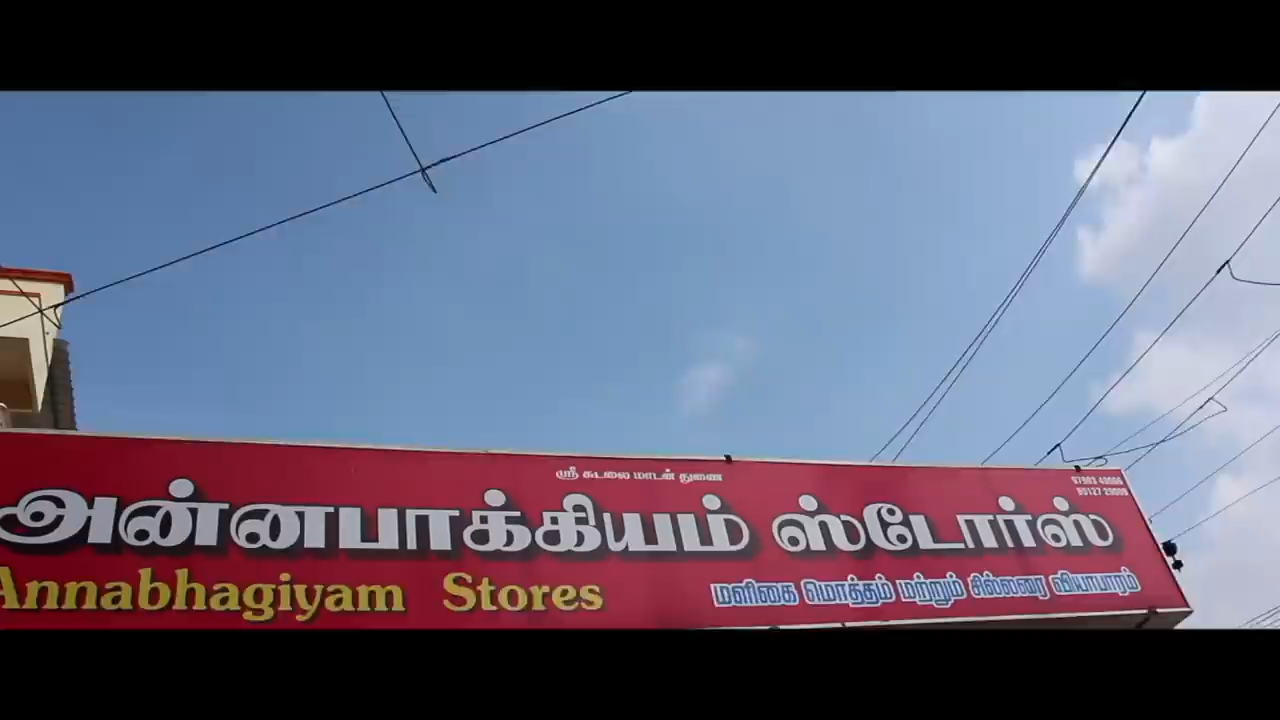 ஸ்ரீ சுடலை மாடன் துணை
அன்னபாக்கியம் ஸ்டோர்ஸ்
Annabhagiyam Stores
மளிகை மொத்தம் மற்றும் சில்லரை வியாபாரம்